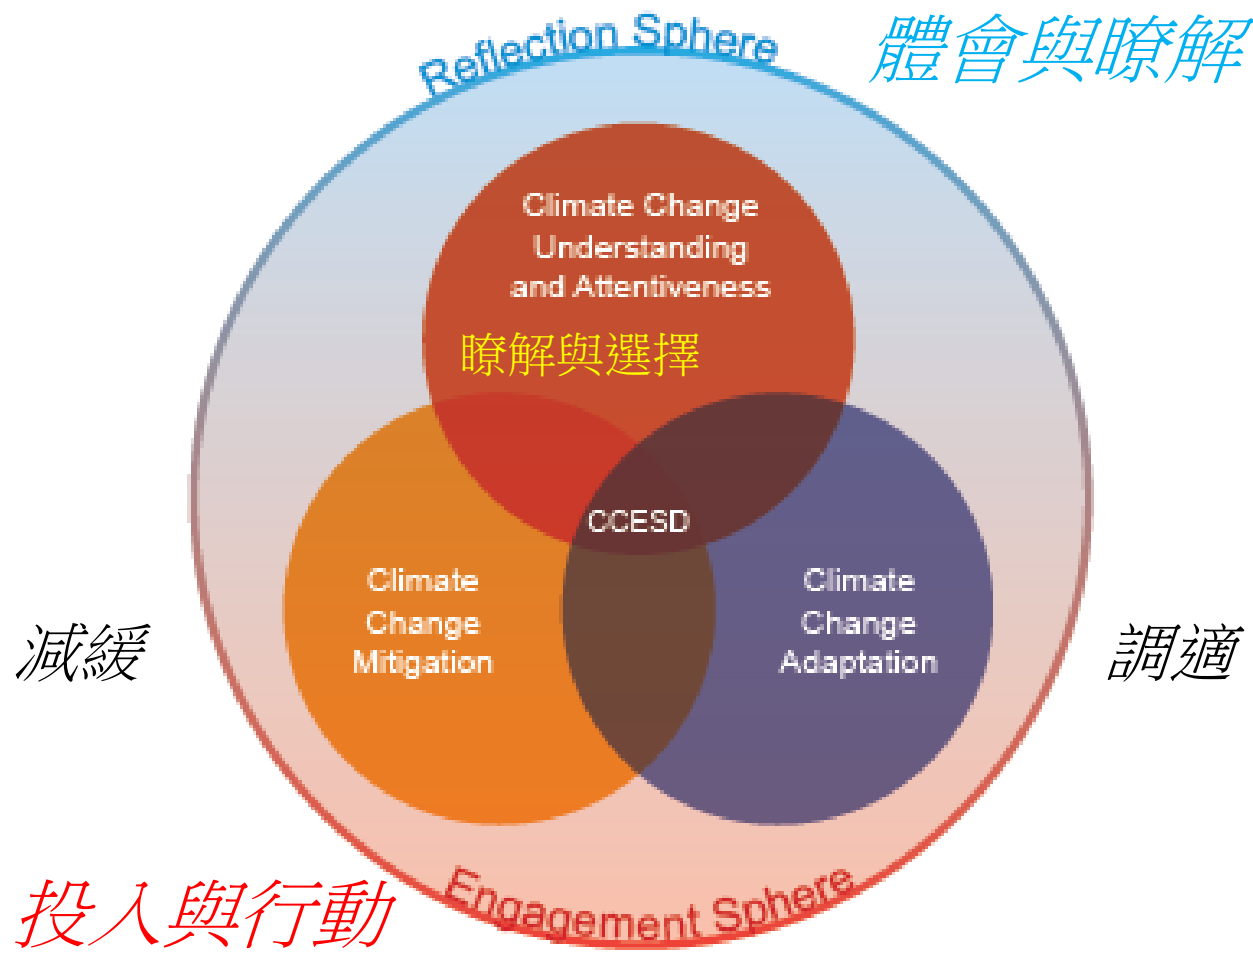 Reflection Sphere
體會與瞭解
Climate Change
Understanding
and Attentiveness
瞭解與選擇
CCESD
Climate
Change
Mitigation
Climate
Change
Adaptation
減緩
調適
投入與行動
Engagement Sphere